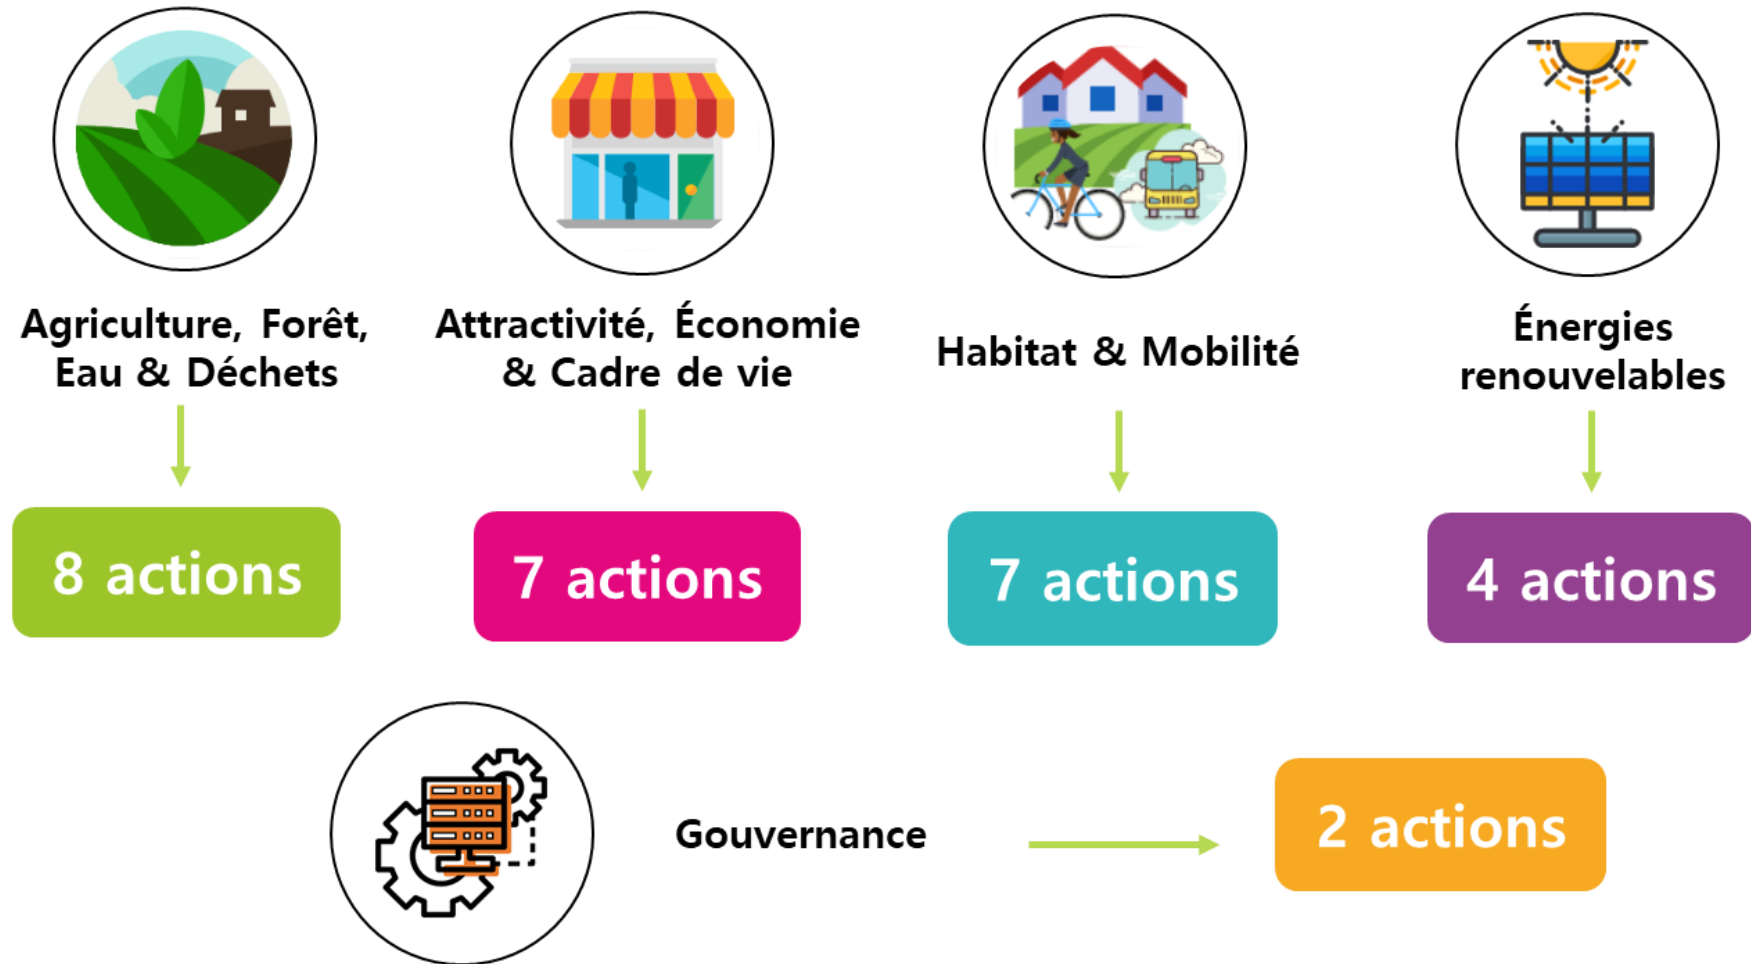 Agriculture, Forêt,
Eau & Déchets
8 actions
Attractivité, Économie
& Cadre de vie
7 actions
Habitat & Mobilité
7 actions
Énergies
renouvelables
4 actions
Gouvernance
2 actions